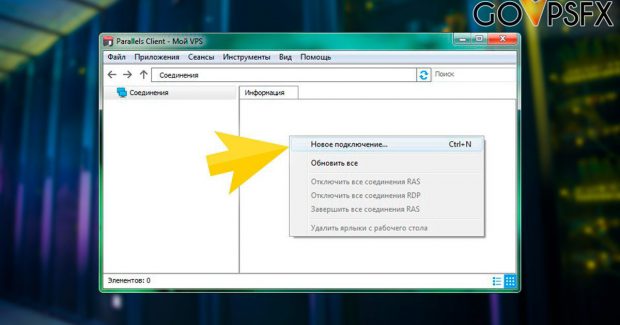 GOVPSFX
Parallels Client - Мой VPS
Файл Приложения Сеансы Инструменты Вид Помощь
Соединения
Поиск
Соединения
Информация
Новое подключение... Ctrl+N
Обновить все
Отключить все соединения RAS
Отключить все соединения RDP
Завершить все соединения RAS
Удалить ярлыки с рабочего стола
Элементов: 0